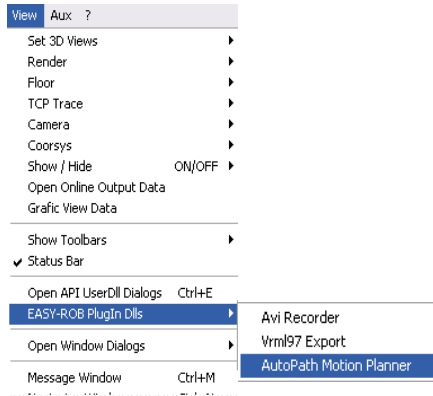 View Aux ?
Set 3D Views
Render
Floor
TCP Trace
Camera
Coorsys
Show / Hide ON/OFF
Open Online Output Data
Grafic View Data
Show Toolbars
Status Bar
Open API UserDll Dialogs Ctrl+E
EASY-ROB PlugIn Dlls
Avi Recorder
Vrml97 Export
AutoPath Motion Planner
Open Window Dialogs
Message Window Ctrl+M